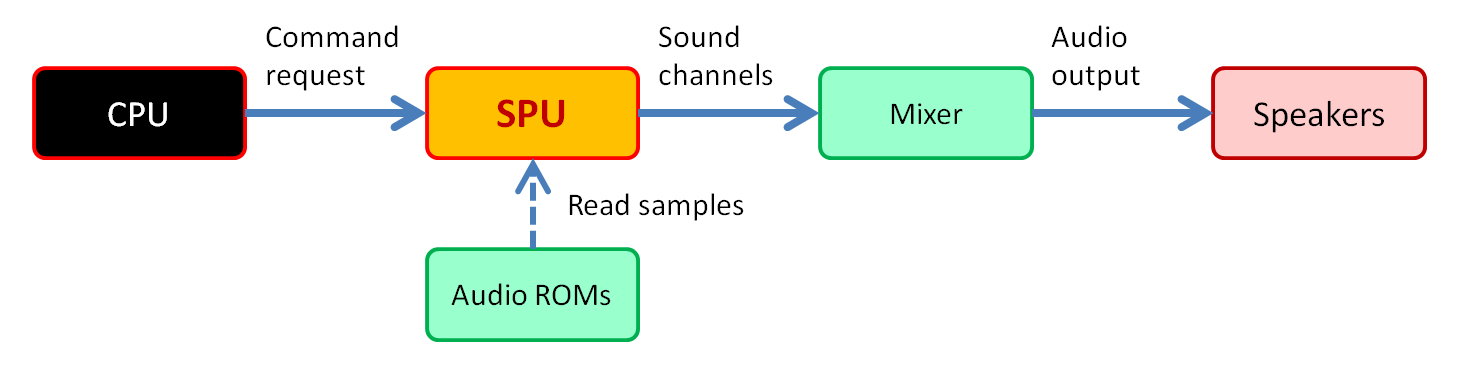 Command
request
Sound
channels
Audio
output
CPU
SPU
Mixer
Speakers
Read samples
Audio ROMs